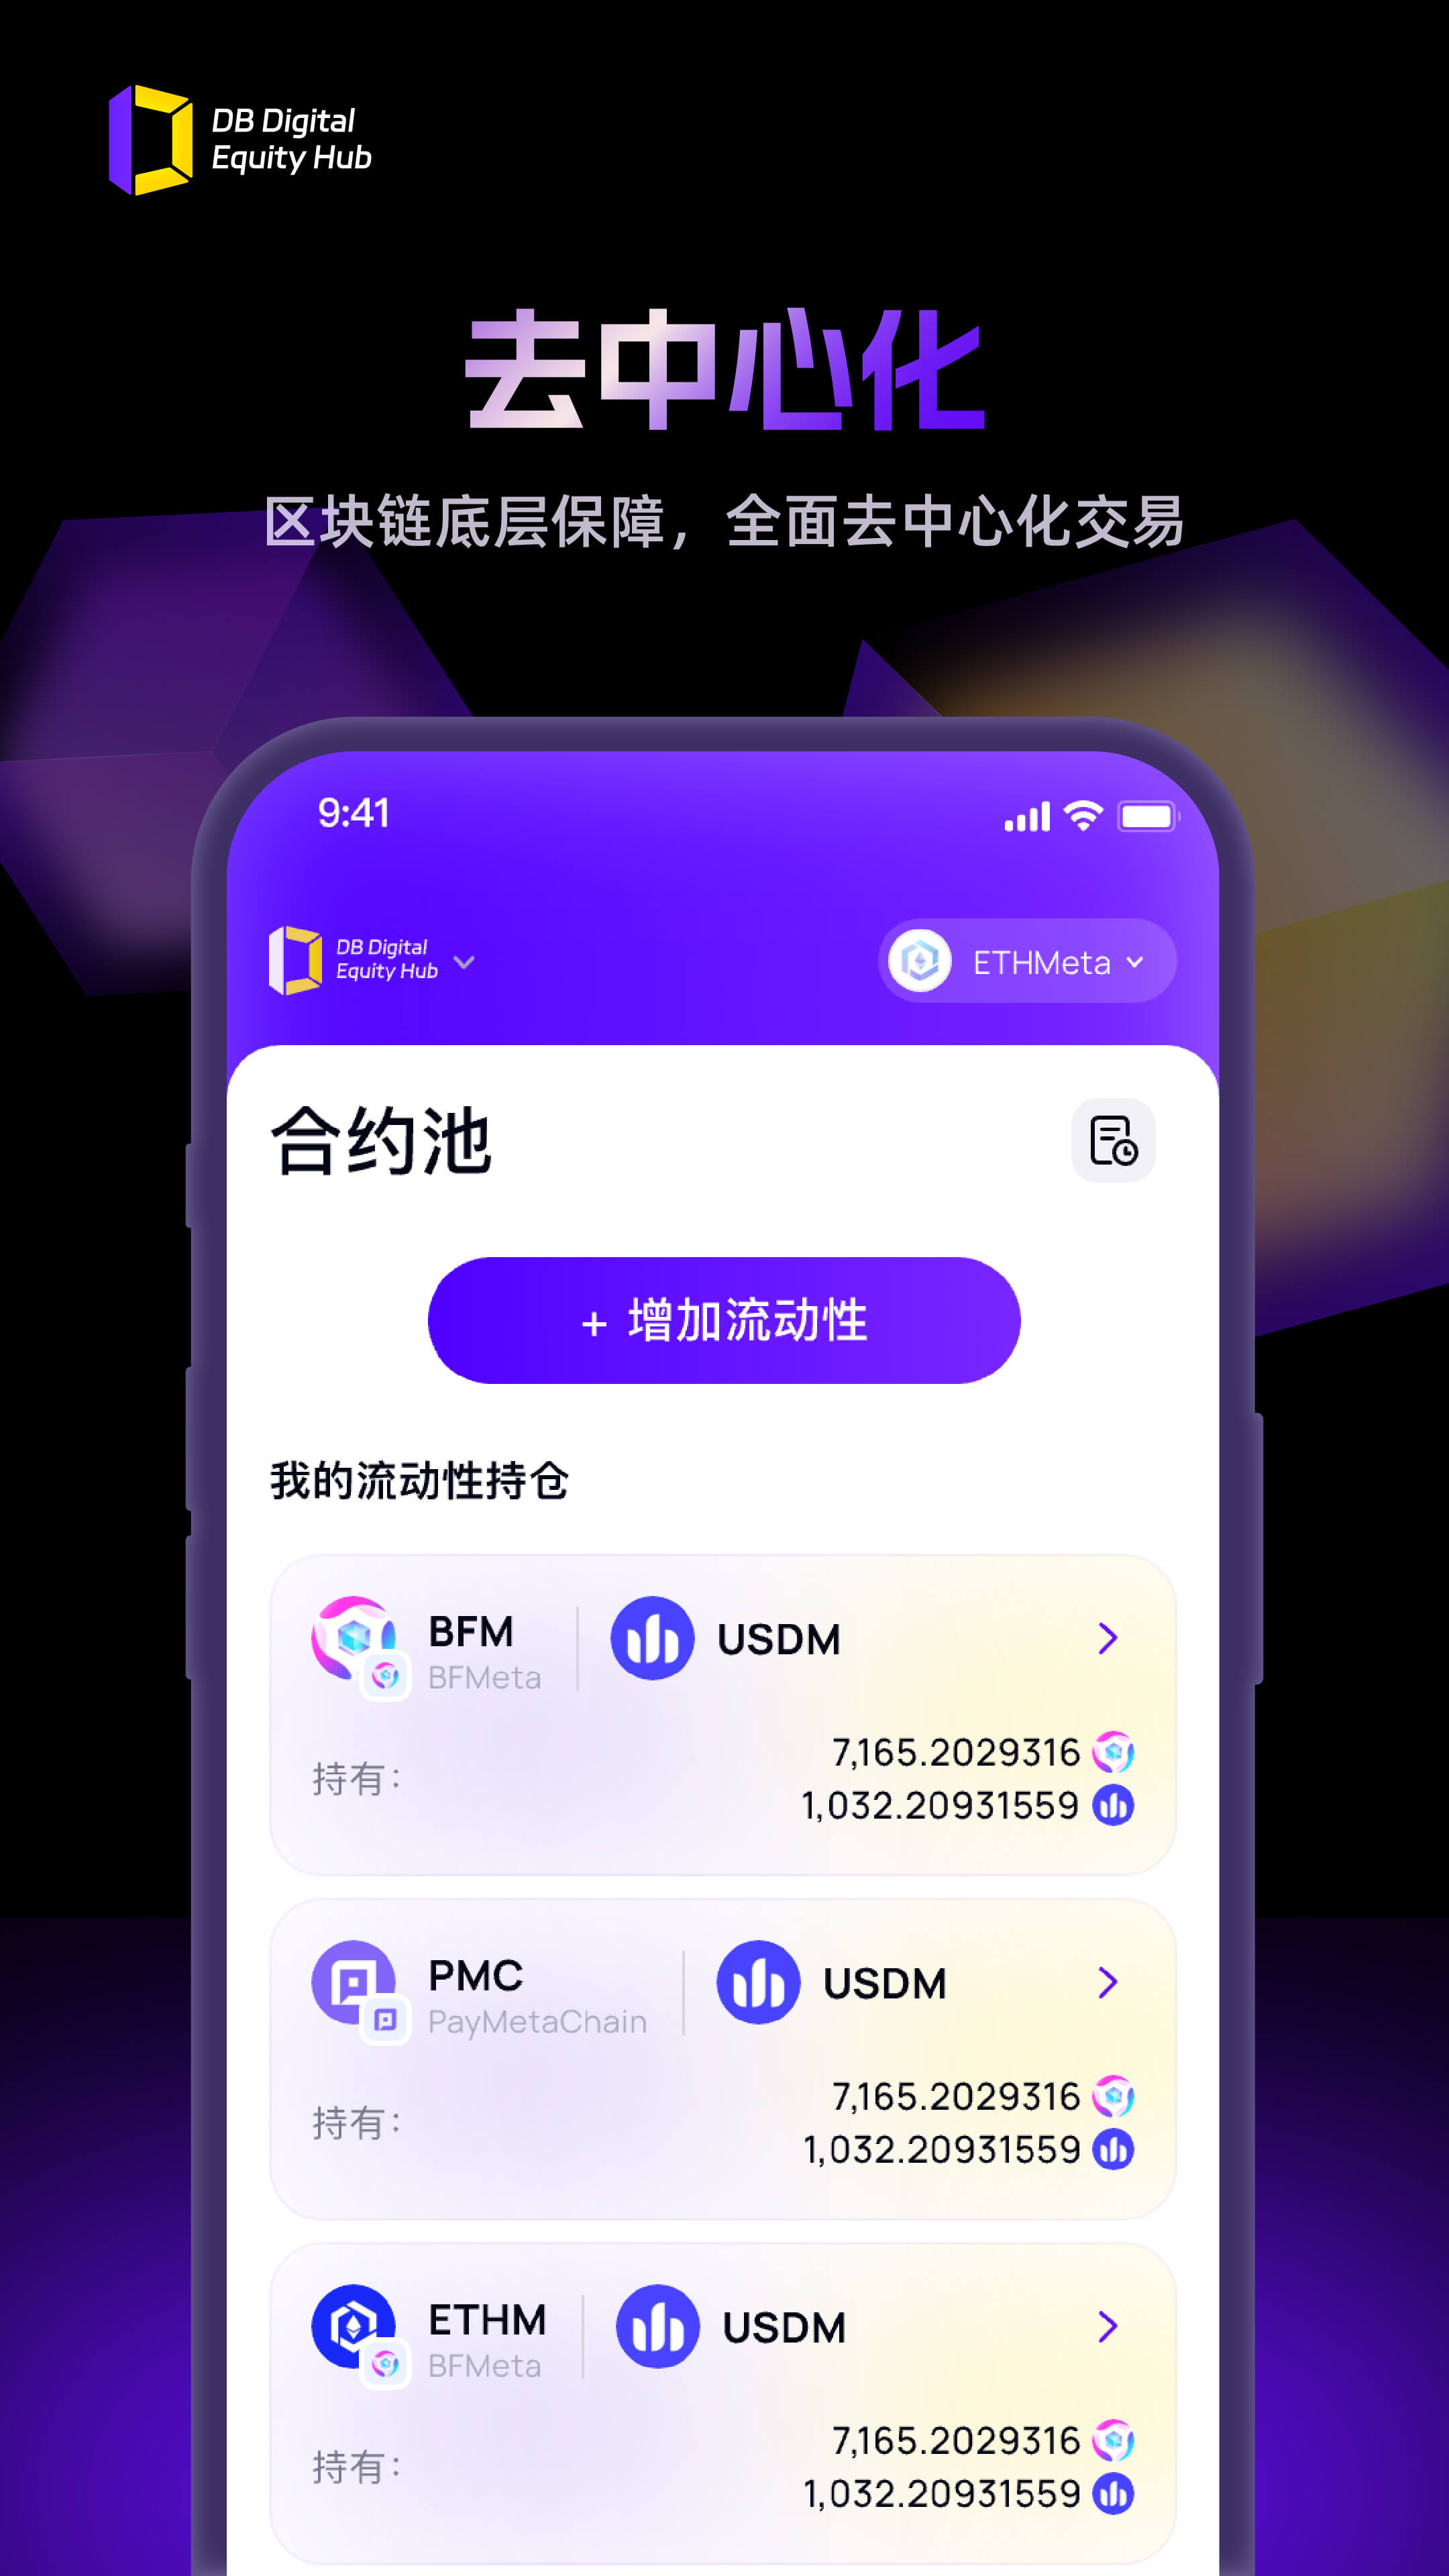 DB Digital
Equity Hub
去中心化
区块链底层保障，全面去中心化交易
9:41
DB Digital
Equity Hub
ETHMeta
合约池
+ 增加流动性
我的流动性持仓
BFM
BFMeta
USDM
7,165.2029316
持有：
1,032.20931559
PMC
PayMetaChain
USDM
7,165.2029316
持有：
1,032.20931559
ETHM
BFMeta
USDM
7,165.2029316
持有：
1,032.20931559